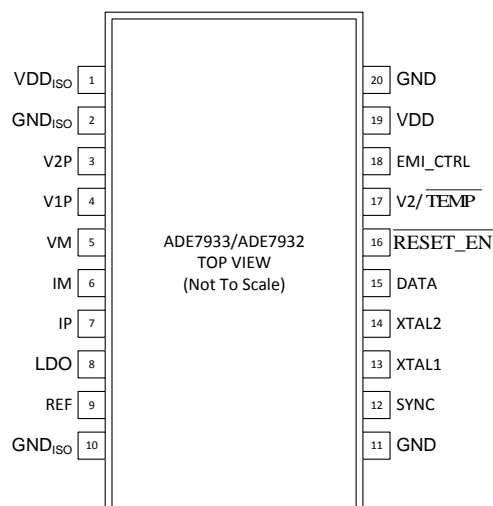 VDDISO 1
GNDISO 2
V2P 3
V1P 4
VM 5
IM 6
IP 7
LDO 8
REF 9
GNDISO 10
ADE7933/ADE7932
TOP VIEW
(Not To Scale)
20 GND
19 VDD
18 EMI_CTRL
17 V2/TEMP
16 RESET_EN
15 DATA
14 XTAL2
13 XTAL1
12 SYNC
11 GND